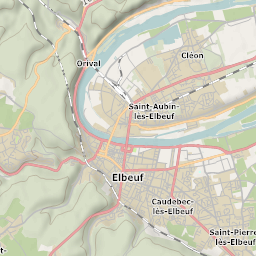 Cléon
Orival
Saint-Aubin-
lès-Elbeuf
Elbeuf
Caudebec-
lès-Elbeuf
Saint-Pierre-
lès-Elbeuf